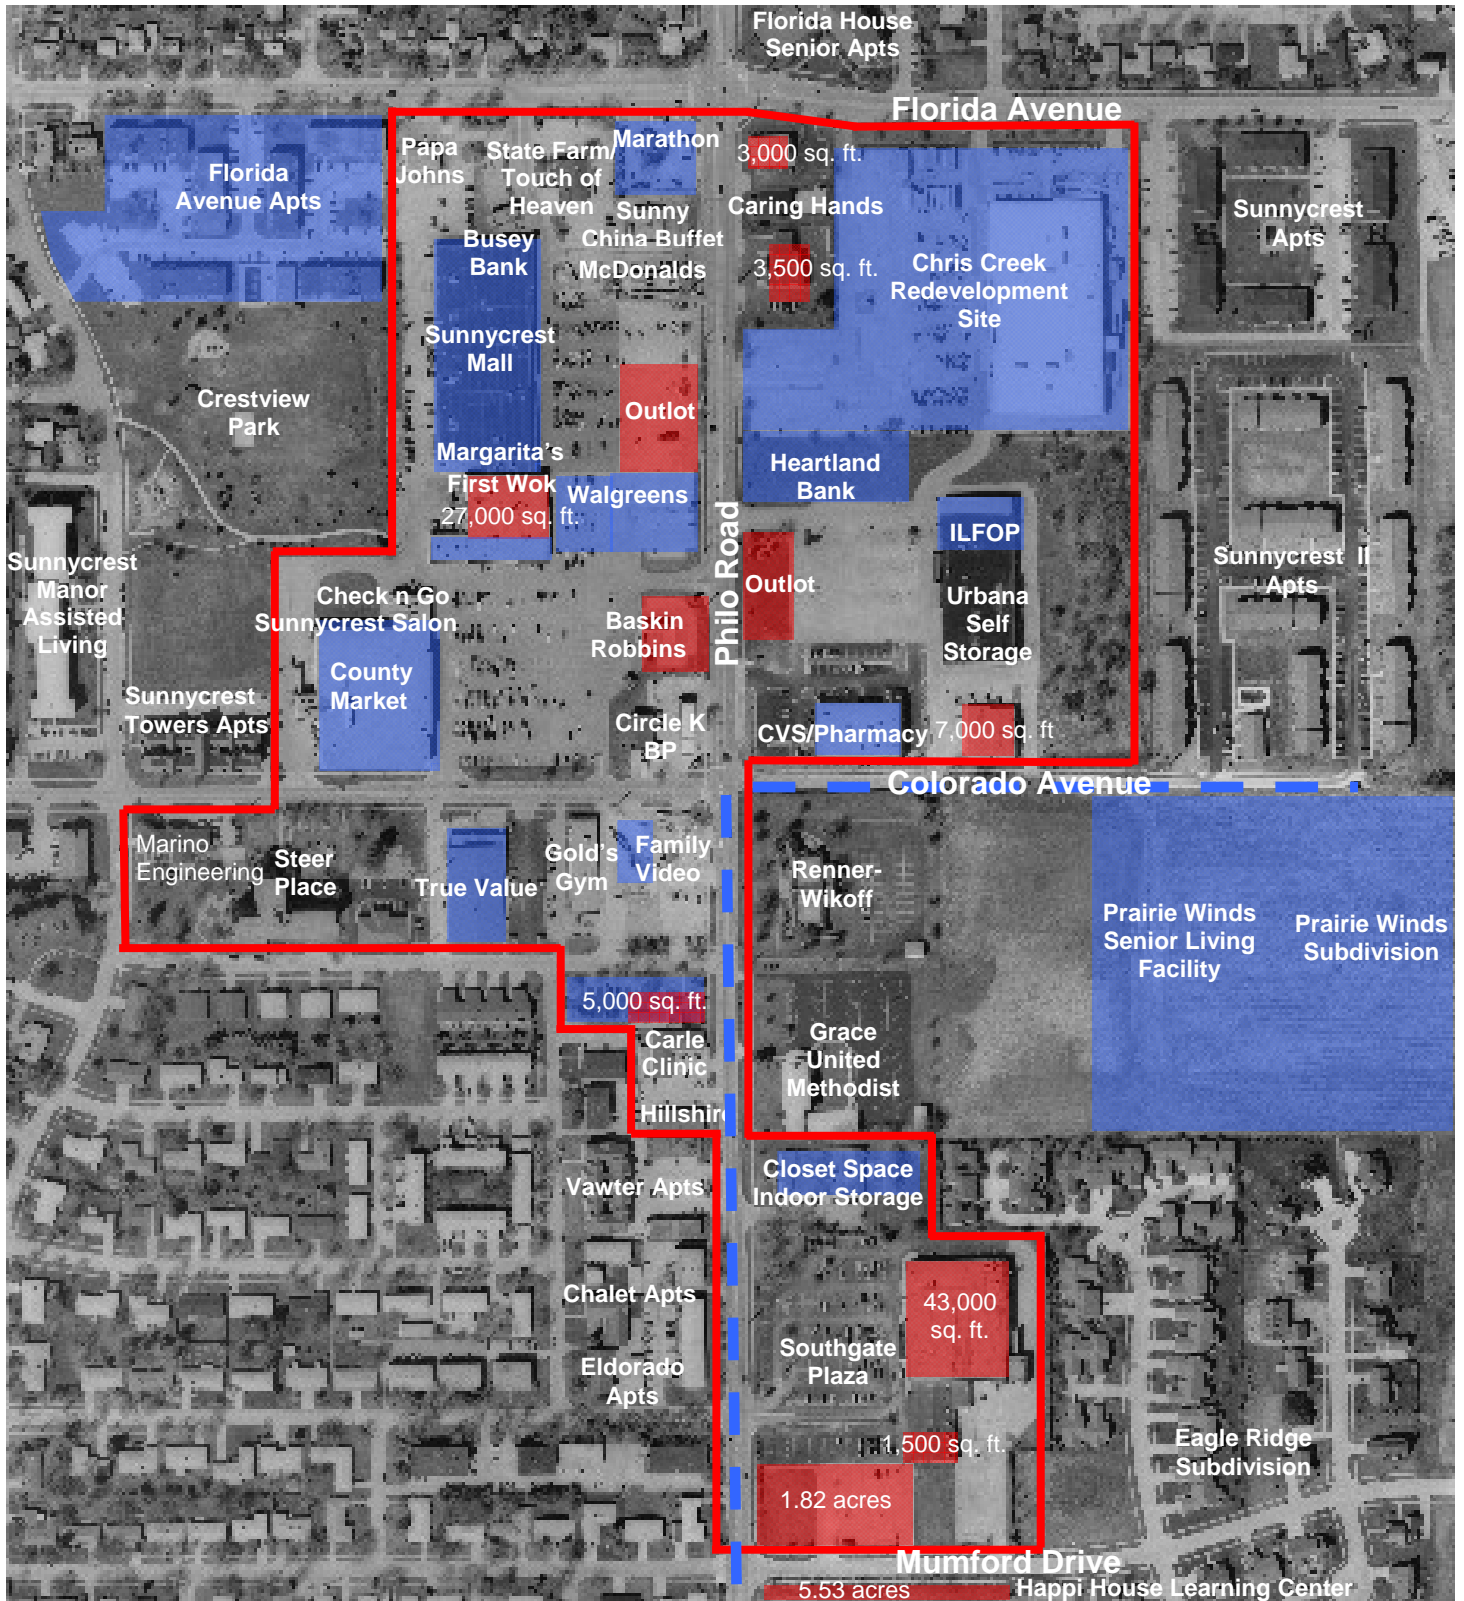 Florida House
Senior Apts
Florida Avenue
Papa
Johns
State Farm/
Touch of
Heaven
Marathon
3,000 sq. ft.
Florida
Avenue Apts
Sunny
China Buffet
McDonalds
Caring Hands
Sunnycrest
Apts
Busey
Bank
3,500 sq. ft.
Chris Creek
Redevelopment
Site
Sunnycrest
Mall
Crestview
Park
Outlot
Margarita's
First Wok
27,000 sq. ft.
Walgreens
Heartland
Bank
Philo Road
ILFOP
Sunnycrest
Manor
Assisted
Living
Sunnycrest II
Apts
Check n Go
Sunnycrest Salon
Outlot
Baskin
Robbins
Urbana
Self
Storage
County
Market
Sunnycrest
Towers Apts
Circle K
BP
CVS/Pharmacy
7,000 sq. ft
Colorado Avenue
Marino
Engineering
Steer
Place
True Value
Gold's
Gym
Family
Video
Renner-
Wikoff
Prairie Winds
Senior Living
Facility
Prairie Winds
Subdivision
5,000 sq. ft.
Carle
Clinic
Grace
United
Methodist
Hillshire
Vawter Apts
Closet Space
Indoor Storage
Chalet Apts
43,000
sq. ft.
Southgate
Plaza
Eldorado
Apts
1,500 sq. ft.
Eagle Ridge
Subdivision
1.82 acres
Mumford Drive
5.53 acres
Happi House Learning Center